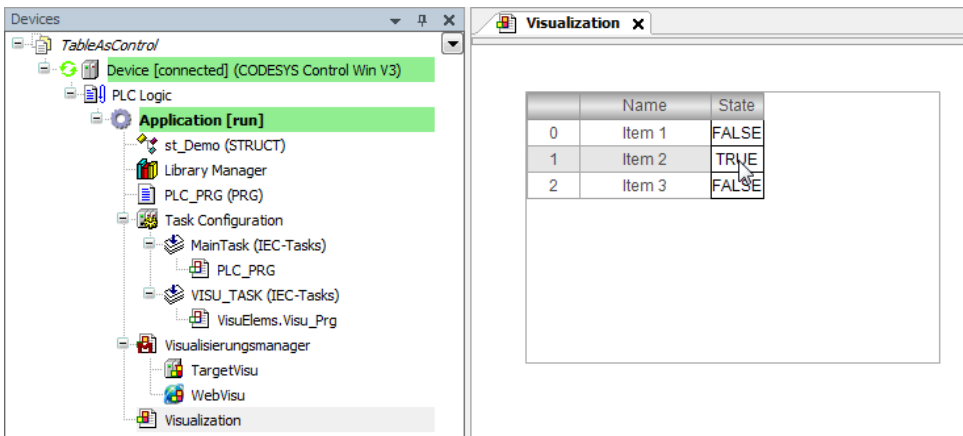 Devices
TableAsControl
Device [connected] (CODESYS Control Win V3)
PLC Logic
Application [run]
st_Demo (STRUCT)
Library Manager
PLC_PRG (PRG)
Task Configuration
MainTask (IEC-Tasks)
PLC_PRG
VISU_TASK (IEC-Tasks)
VisuElems.Visu_Prg
Visualisierungsmanager
TargetVisu
WebVisu
Visualization
Visualization
Name State
0 Item 1 FALSE
1 Item 2 TRUE
2 Item 3 FALSE